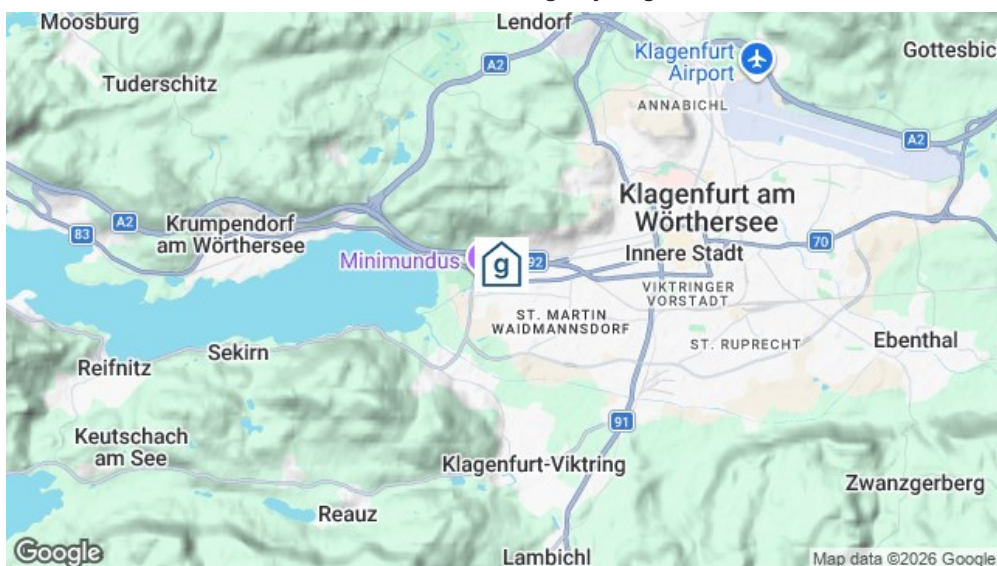 Moosburg
Lendorf
Klagenfurt
Airport
Gottesbic
A2
Tuderschitz
ANNABICHL
A2
Klagenfurt am
Wörthersee
Innere Stadt
A2
Krumpendorf
am Wörthersee
83
70
Minimundus
g
92
VIKTRINGER
VORSTADT
ST. MARTIN
WAIDMANNSDORF
ST. RUPRECHT
Ebenthal
Sekirn
Reifnitz
91
Keutschach
am See
Klagenfurt-Viktring
Zwanzgerberg
Reauz
Lambichl
Google
Map data ©2026 Google